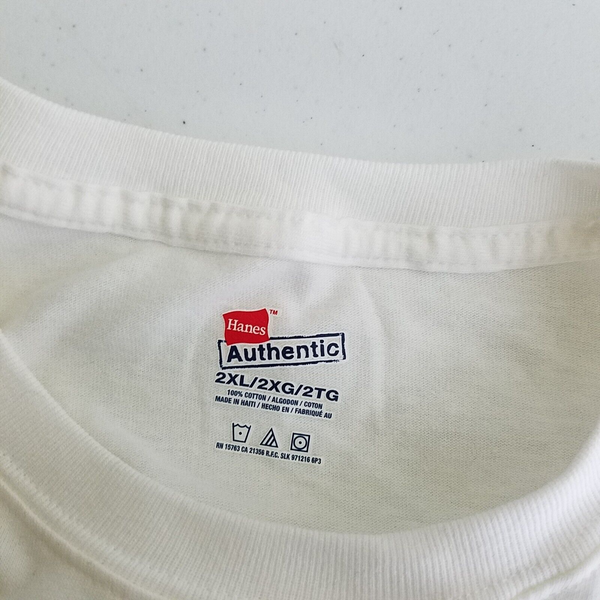 Hanes™
Authentic
2XL/2XG/2TG
100% COTTON / ALGODON / COTON
MADE IN HAITI / HECHO EN / FABRIQUÉ AU
RN 15763 CA 21356 R.F.C. SLK 971216 6P3